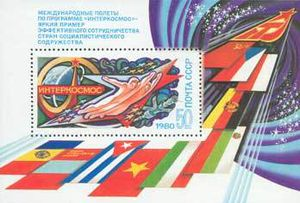 МЕЖДУНАРОДНЫЕ ПОЛЕТЫ
ПО ПРОГРАММЕ «ИНТЕРКОСМОС»-
ЯРКИЙ ПРИМЕР
ЭФФЕКТИВНОГО СОТРУДНИЧЕСТВА
СТРАН СОЦИАЛИСТИЧЕСКОГО
СОДРУЖЕСТВА
ИНТЕРКОСМОС
ПОЧТА СССР
1980
50